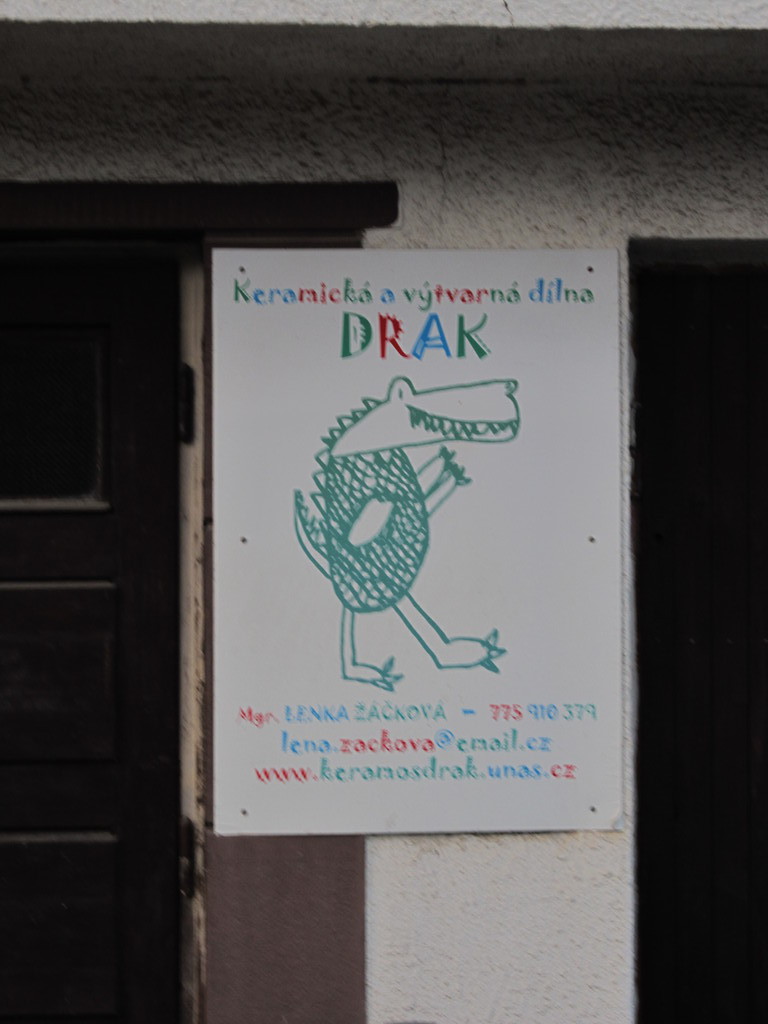 Keramická a výtvarná dílna
DRAK
Mgr. LENKA ŽÁČKOVÁ – 775 910 379
lena.zackova@email.cz
www.keramosdrak.unas.cz